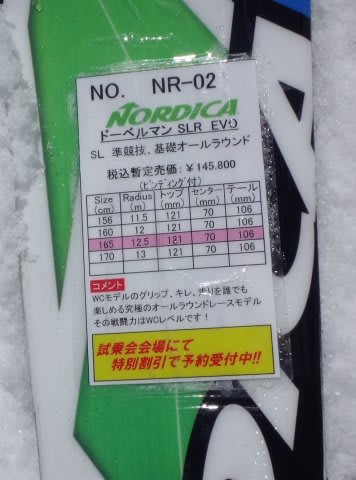 NO. NR-02
NORDICA
ドーベルマン SLR EVO
SL 準競技、基礎オールラウンド
税込暫定売価：￥145,800
(ビンディング付)
Size (cm) Radius (m) トップ (mm) センター (mm) テール (mm)
156 11.5 121 70 106
160 12 121 70 106
165 12.5 121 70 106
170 13 121 70 106
コメント
WCモデルのグリップ、キレ、走りを誰でも
楽しめる究極のオールラウンドレースモデル
その戦闘力はWCレベルです！
試乗会会場にて
特別割引で予約受付中!!